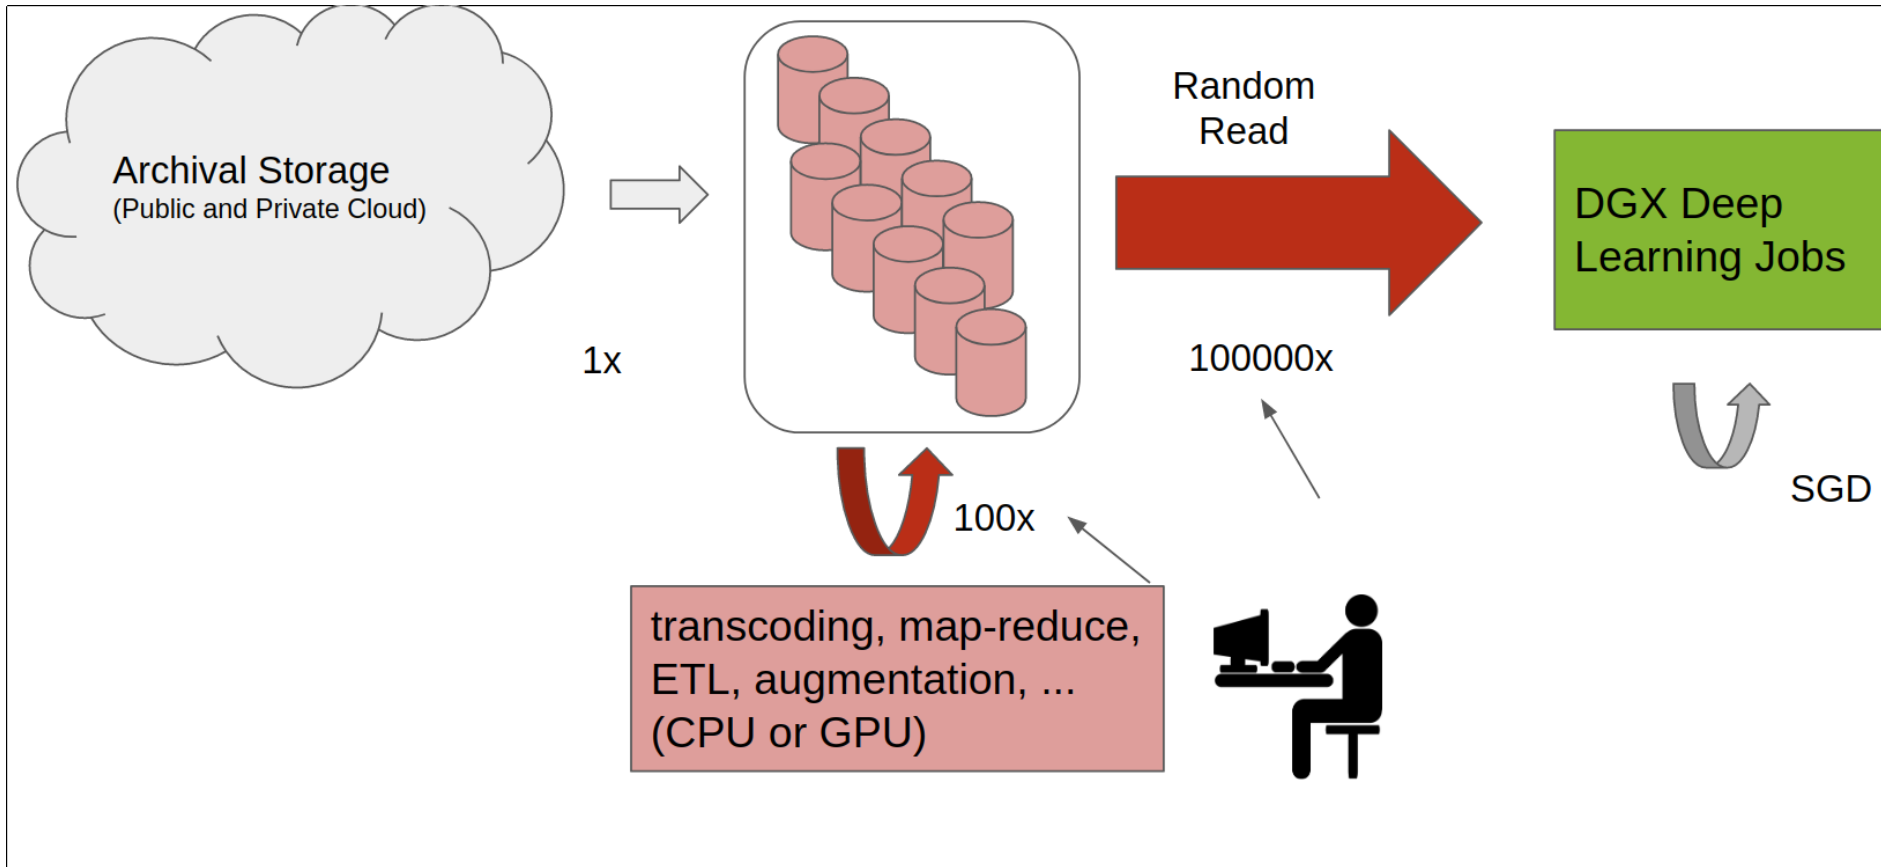 Archival Storage
(Public and Private Cloud)
1x
Random
Read
100000x
DGX Deep
Learning Jobs
SGD
100x
transcoding, map-reduce,
ETL, augmentation, ...
(CPU or GPU)